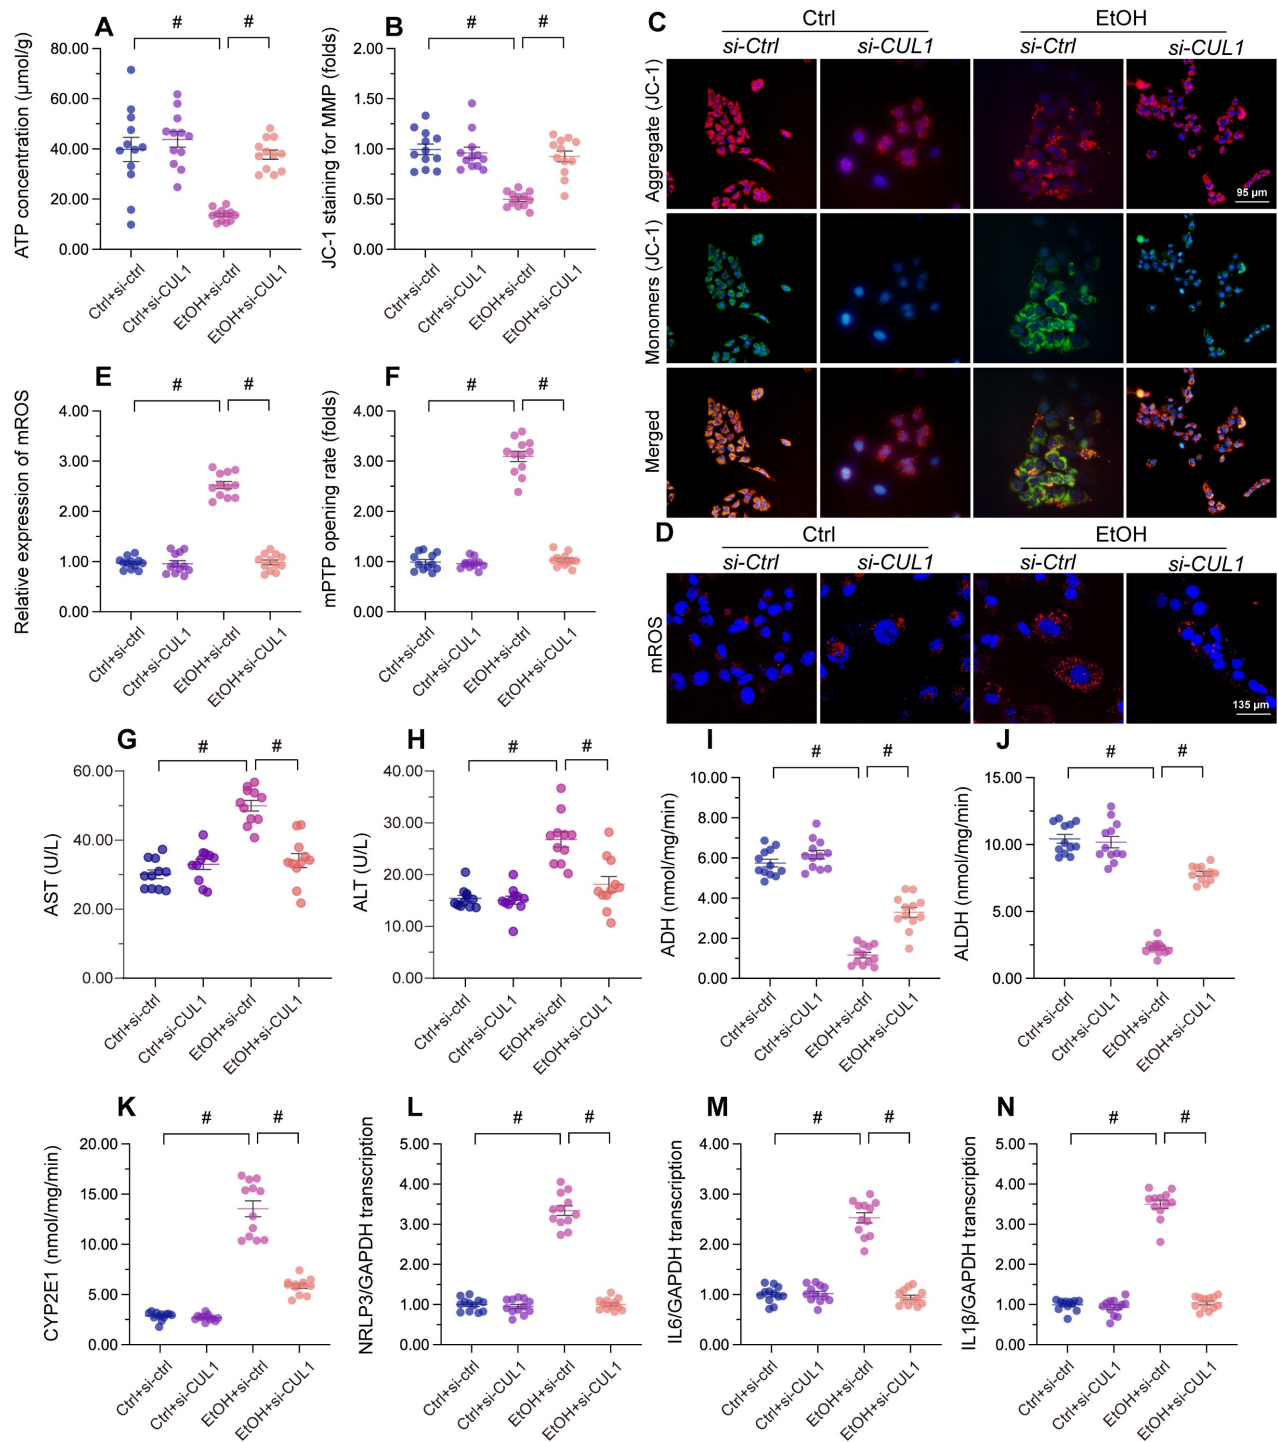 A
#
#
ATP concentration (µmol/g)
80.00
60.00
40.00
20.00
0.00
Ctrl+si-ctrl
Ctrl+si-CUL1
EtOH+si-ctrl
EtOH+si-CUL1
B
#
#
JC-1 staining for MMP (folds)
2.00
1.50
1.00
0.50
0.00
Ctrl+si-ctrl
Ctrl+si-CUL1
EtOH+si-ctrl
EtOH+si-CUL1
C
Ctrl
EtOH
si-Ctrl
si-CUL1
si-Ctrl
si-CUL1
Aggregate (JC-1)
95 µm
Monomers (JC-1)
Merged
D
Ctrl
EtOH
si-Ctrl
si-CUL1
si-Ctrl
si-CUL1
mROS
135 µm
E
#
#
Relative expression of mROS
4.00
3.00
2.00
1.00
0.00
Ctrl+si-ctrl
Ctrl+si-CUL1
EtOH+si-ctrl
EtOH+si-CUL1
F
#
#
mPTP opening rate (folds)
4.00
3.00
2.00
1.00
0.00
Ctrl+si-ctrl
Ctrl+si-CUL1
EtOH+si-ctrl
EtOH+si-CUL1
G
#
#
AST (U/L)
60.00
40.00
20.00
0.00
Ctrl+si-ctrl
Ctrl+si-CUL1
EtOH+si-ctrl
EtOH+si-CUL1
H
#
#
ALT (U/L)
40.00
30.00
20.00
10.00
0.00
Ctrl+si-ctrl
Ctrl+si-CUL1
EtOH+si-ctrl
EtOH+si-CUL1
I
#
#
ADH (nmol/mg/min)
10.00
8.00
6.00
4.00
2.00
0.00
Ctrl+si-ctrl
Ctrl+si-CUL1
EtOH+si-ctrl
EtOH+si-CUL1
J
#
#
ALDH (nmol/mg/min)
15.00
10.00
5.00
0.00
Ctrl+si-ctrl
Ctrl+si-CUL1
EtOH+si-ctrl
EtOH+si-CUL1
K
#
#
CYP2E1 (nmol/mg/min)
20.00
15.00
10.00
5.00
0.00
Ctrl+si-ctrl
Ctrl+si-CUL1
EtOH+si-ctrl
EtOH+si-CUL1
L
#
#
NRLP3/GAPDH transcription
5.00
4.00
3.00
2.00
1.00
0.00
Ctrl+si-ctrl
Ctrl+si-CUL1
EtOH+si-ctrl
EtOH+si-CUL1
M
#
#
IL6/GAPDH transcription
4.00
3.00
2.00
1.00
0.00
Ctrl+si-ctrl
Ctrl+si-CUL1
EtOH+si-ctrl
EtOH+si-CUL1
N
#
#
IL1β/GAPDH transcription
5.00
4.00
3.00
2.00
1.00
0.00
Ctrl+si-ctrl
Ctrl+si-CUL1
EtOH+si-ctrl
EtOH+si-CUL1